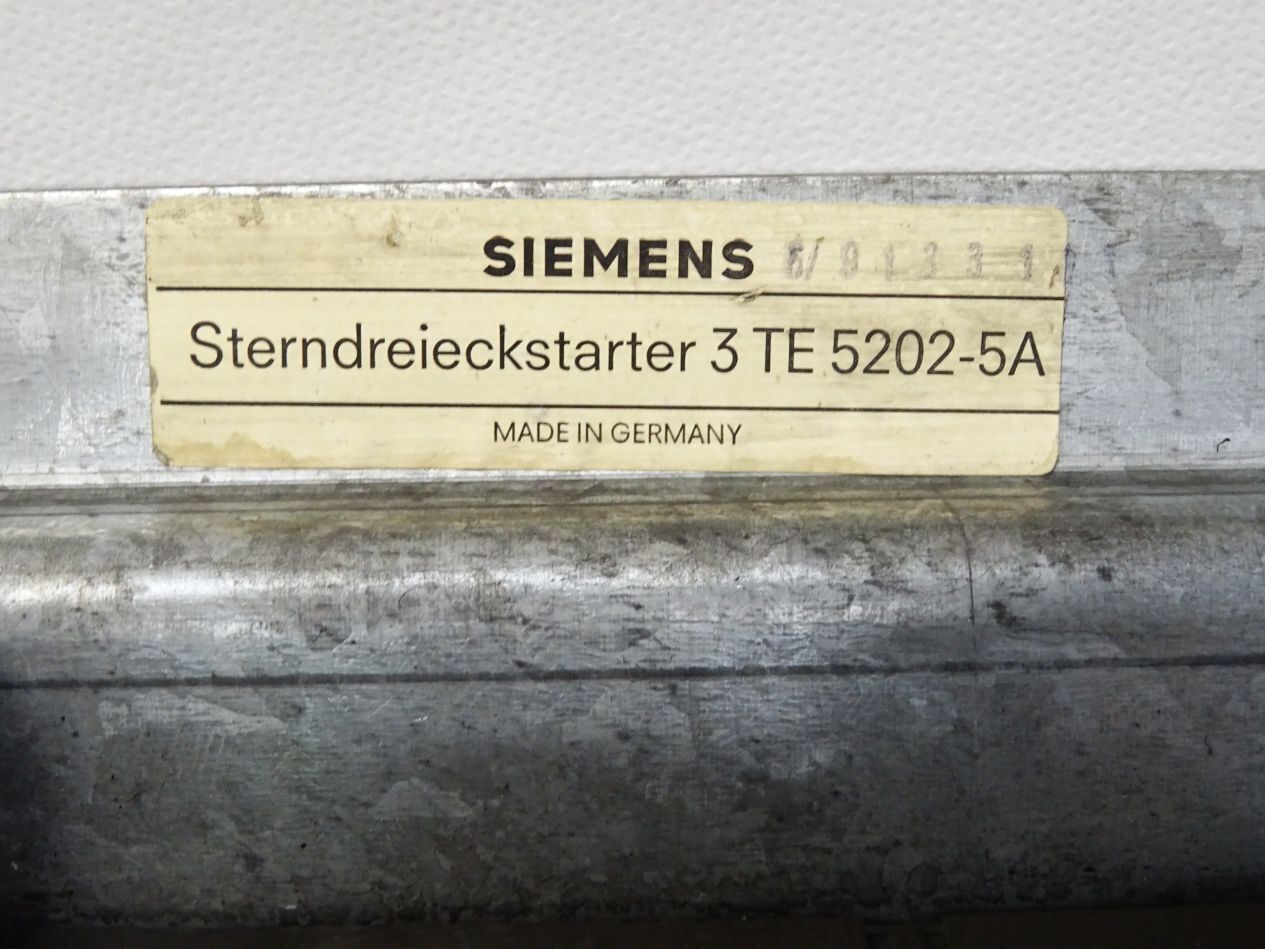 SIEMENS
Sterndreieckstarter 3 TE 5202-5A
MADE IN GERMANY